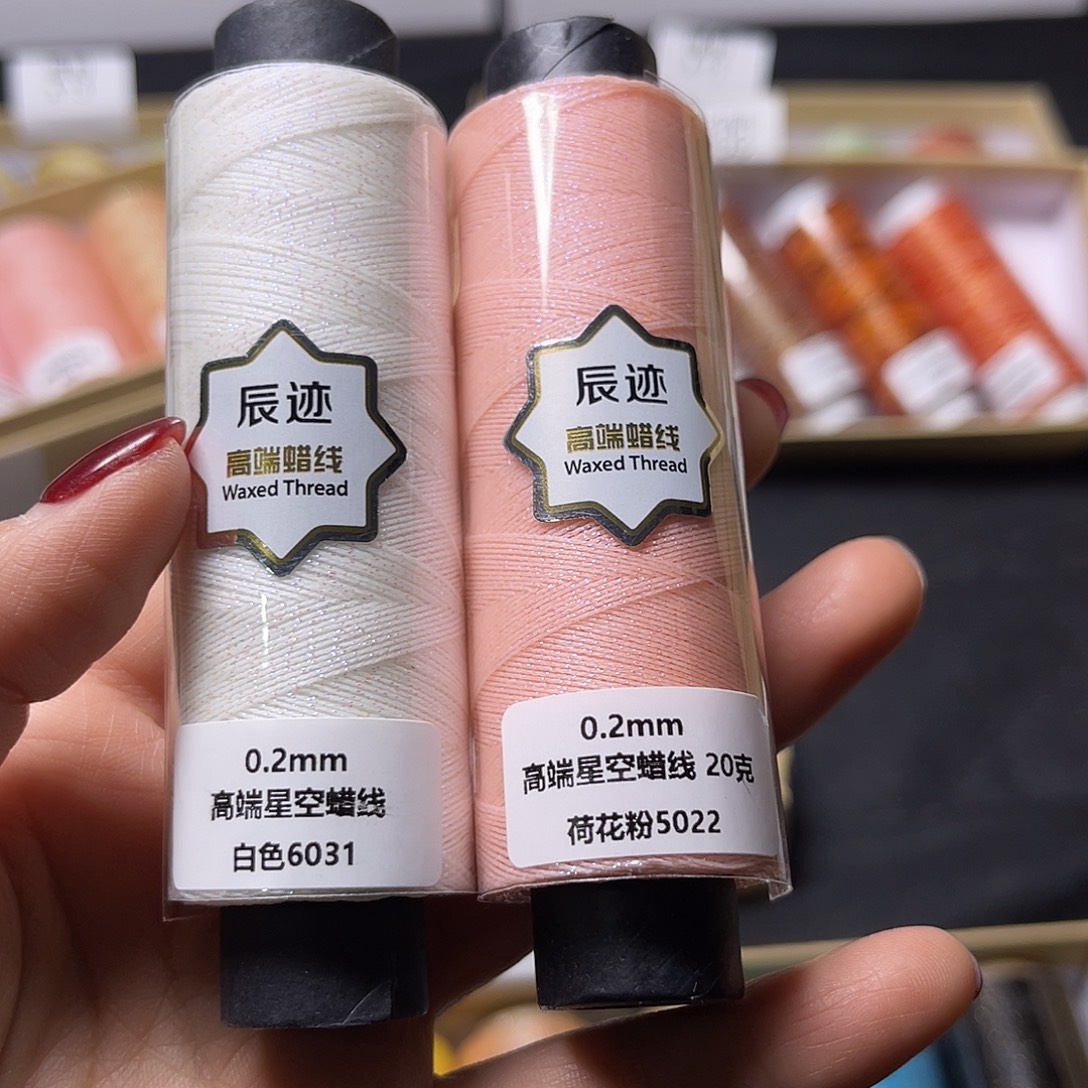 辰迹
高端蜡线
Waxed Thread
0.2mm
高端星空蜡线
白色6031
辰迹
高端蜡线
Waxed Thread
0.2mm
高端星空蜡线 20克
荷花粉5022